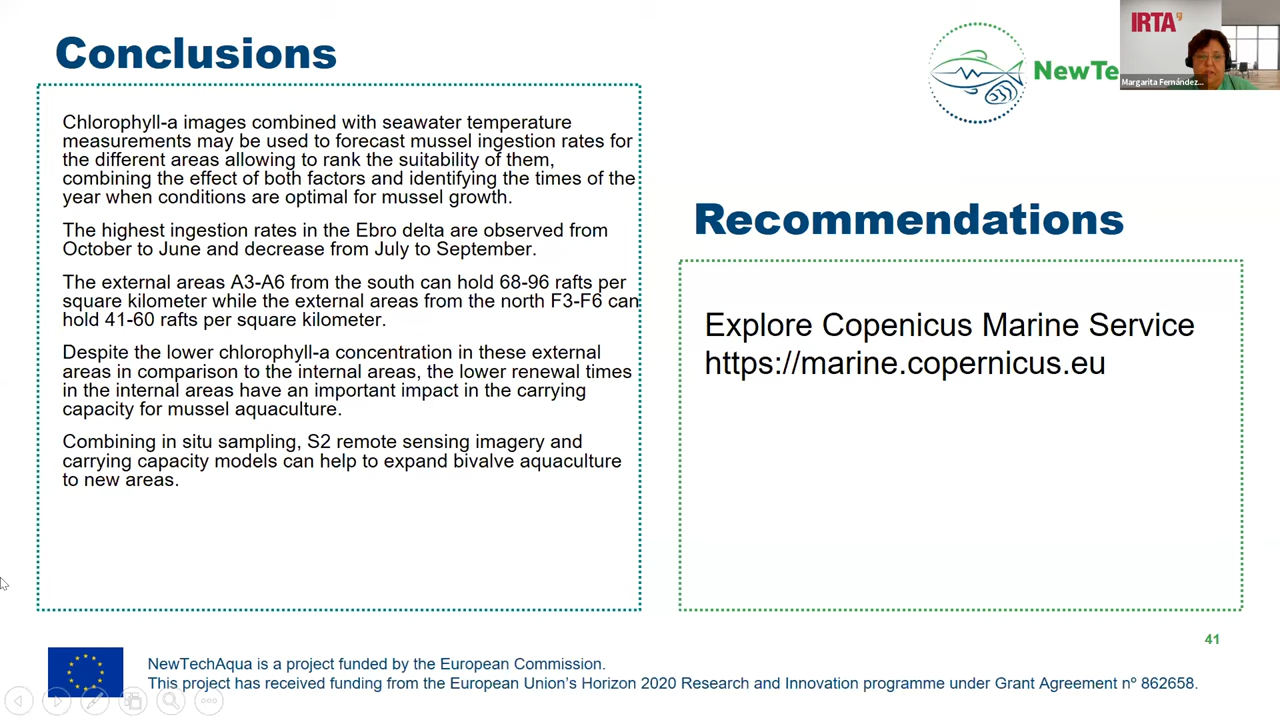 Conclusions
Chlorophyll-a images combined with seawater temperature
measurements may be used to forecast mussel ingestion rates for
the different areas allowing to rank the suitability of them,
combining the effect of both factors and identifying the times of the
year when conditions are optimal for mussel growth.
The highest ingestion rates in the Ebro delta are observed from
October to June and decrease from July to September.
The external areas A3-A6 from the south can hold 68-96 rafts per
square kilometer while the external areas from the north F3-F6 can
hold 41-60 rafts per square kilometer.
Despite the lower chlorophyll-a concentration in these external
areas in comparison to the internal areas, the lower renewal times
in the internal areas have an important impact in the carrying
capacity for mussel aquaculture.
Combining in situ sampling, S2 remote sensing imagery and
carrying capacity models can help to expand bivalve aquaculture
to new areas.
NewTe
IRTA
Margarita Fernández...
Recommendations
Explore Copenicus Marine Service
https://marine.copernicus.eu
41
NewTechAqua is a project funded by the European Commission.
This project has received funding from the European Union's Horizon 2020 Research and Innovation programme under Grant Agreement nº 862658.